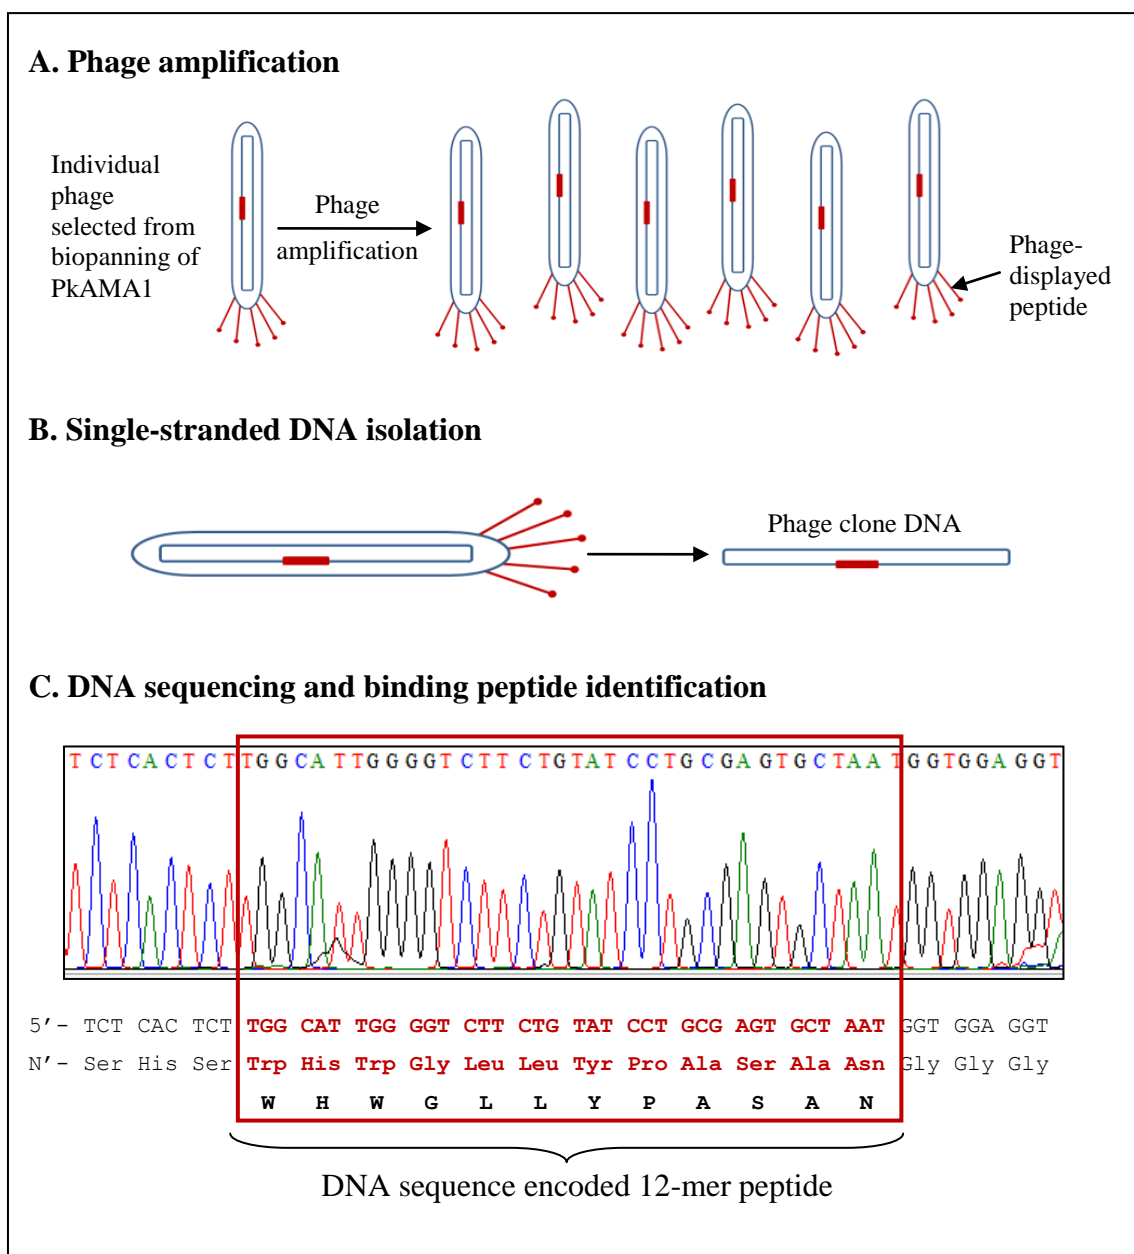 A. Phage amplification
Individual
phage
selected from
biopanning of
PkAMA1
Phage
amplification
Phage-
displayed
peptide
B. Single-stranded DNA isolation
Phage clone DNA
C. DNA sequencing and binding peptide identification
T C T C A C T C T T G G C A T T G G G G T C T T C T G T A T C C T G C G A G T G C T A A T G G T G G A G G T
5′- TCT CAC TCT TGG CAT TGG GGT CTT CTG TAT CCT GCG AGT GCT AAT GGT GGA GGT
N′- Ser His Ser Trp His Trp Gly Leu Leu Tyr Pro Ala Ser Ala Asn Gly Gly Gly
W H W G L L Y P A S A N
DNA sequence encoded 12-mer peptide